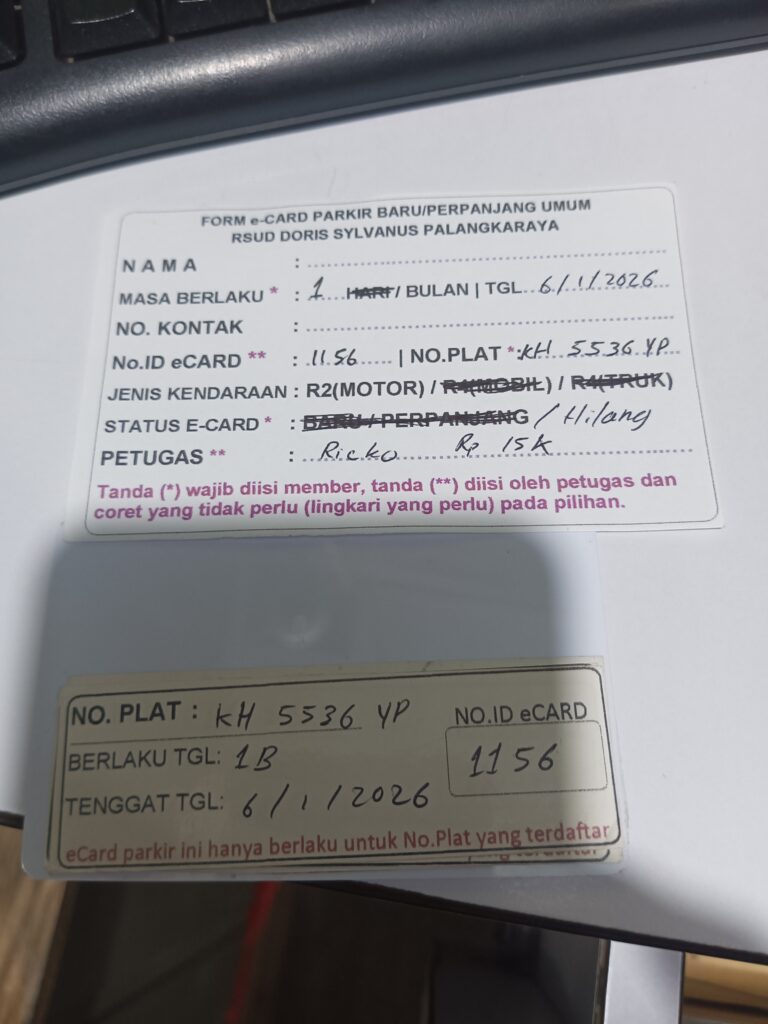 FORM e-CARD PARKIR BARU/PERPANJANG UMUM
RSUD DORIS SYLVANUS PALANGKARAYA
NAMA :
MASA BERLAKU * : 1 HARI / BULAN | TGL 6/1/2026
NO. KONTAK :
No.ID eCARD ** : 1156 | NO.PLAT *: KH 5536 YP
JENIS KENDARAAN : R2(MOTOR) / R4(MOBIL) / R4(TRUK)
STATUS E-CARD * : BARU / PERPANJANG / Hilang
PETUGAS ** : Ricko Rp 15K
Tanda (*) wajib diisi member, tanda (**) diisi oleh petugas dan
coret yang tidak perlu (lingkari yang perlu) pada pilihan.
NO. PLAT : KH 5536 YP
NO.ID eCARD
BERLAKU TGL: 1B
1156
TENGGAT TGL: 6/1/2026
eCard parkir ini hanya berlaku untuk No.Plat yang terdaftar
yang terdaftar